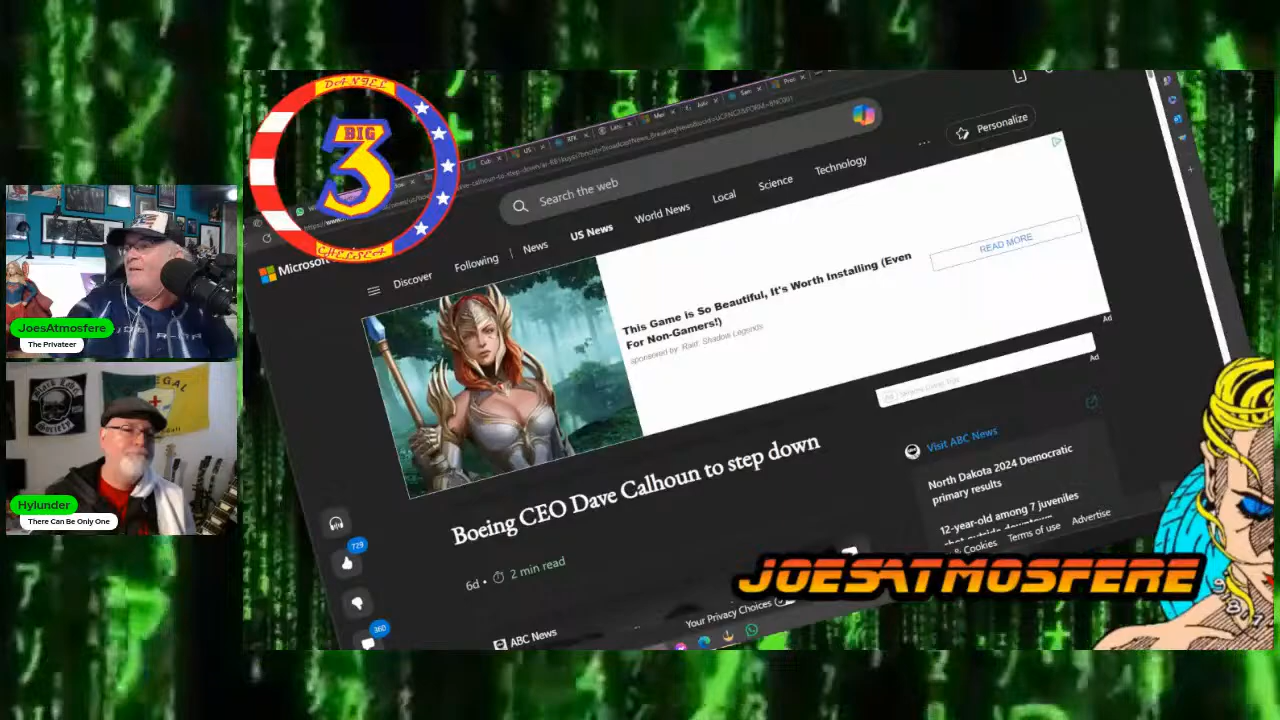 DANIEL
BIG
3
JoesAtmosfere
The Privateer
Hylunder
There Can Be Only One
Search the web
Personalize
Microsoft
Discover
Following
News
US News
World News
Local
Science
Technology
This Game is So Beautiful, It's Worth Installing (Even
For Non-Gamers!)
sponsored by Raid: Shadow Legends
READ MORE
Ad
Ad
Boeing CEO Dave Calhoun to step down
6d • 2 min read
ABC News
729
360
Visit ABC News
North Dakota 2024 Democratic
primary results
12-year-old among 7 juveniles
& Cookies
Terms of use
Advertise
Your Privacy Choices
JOESATMOSFERE